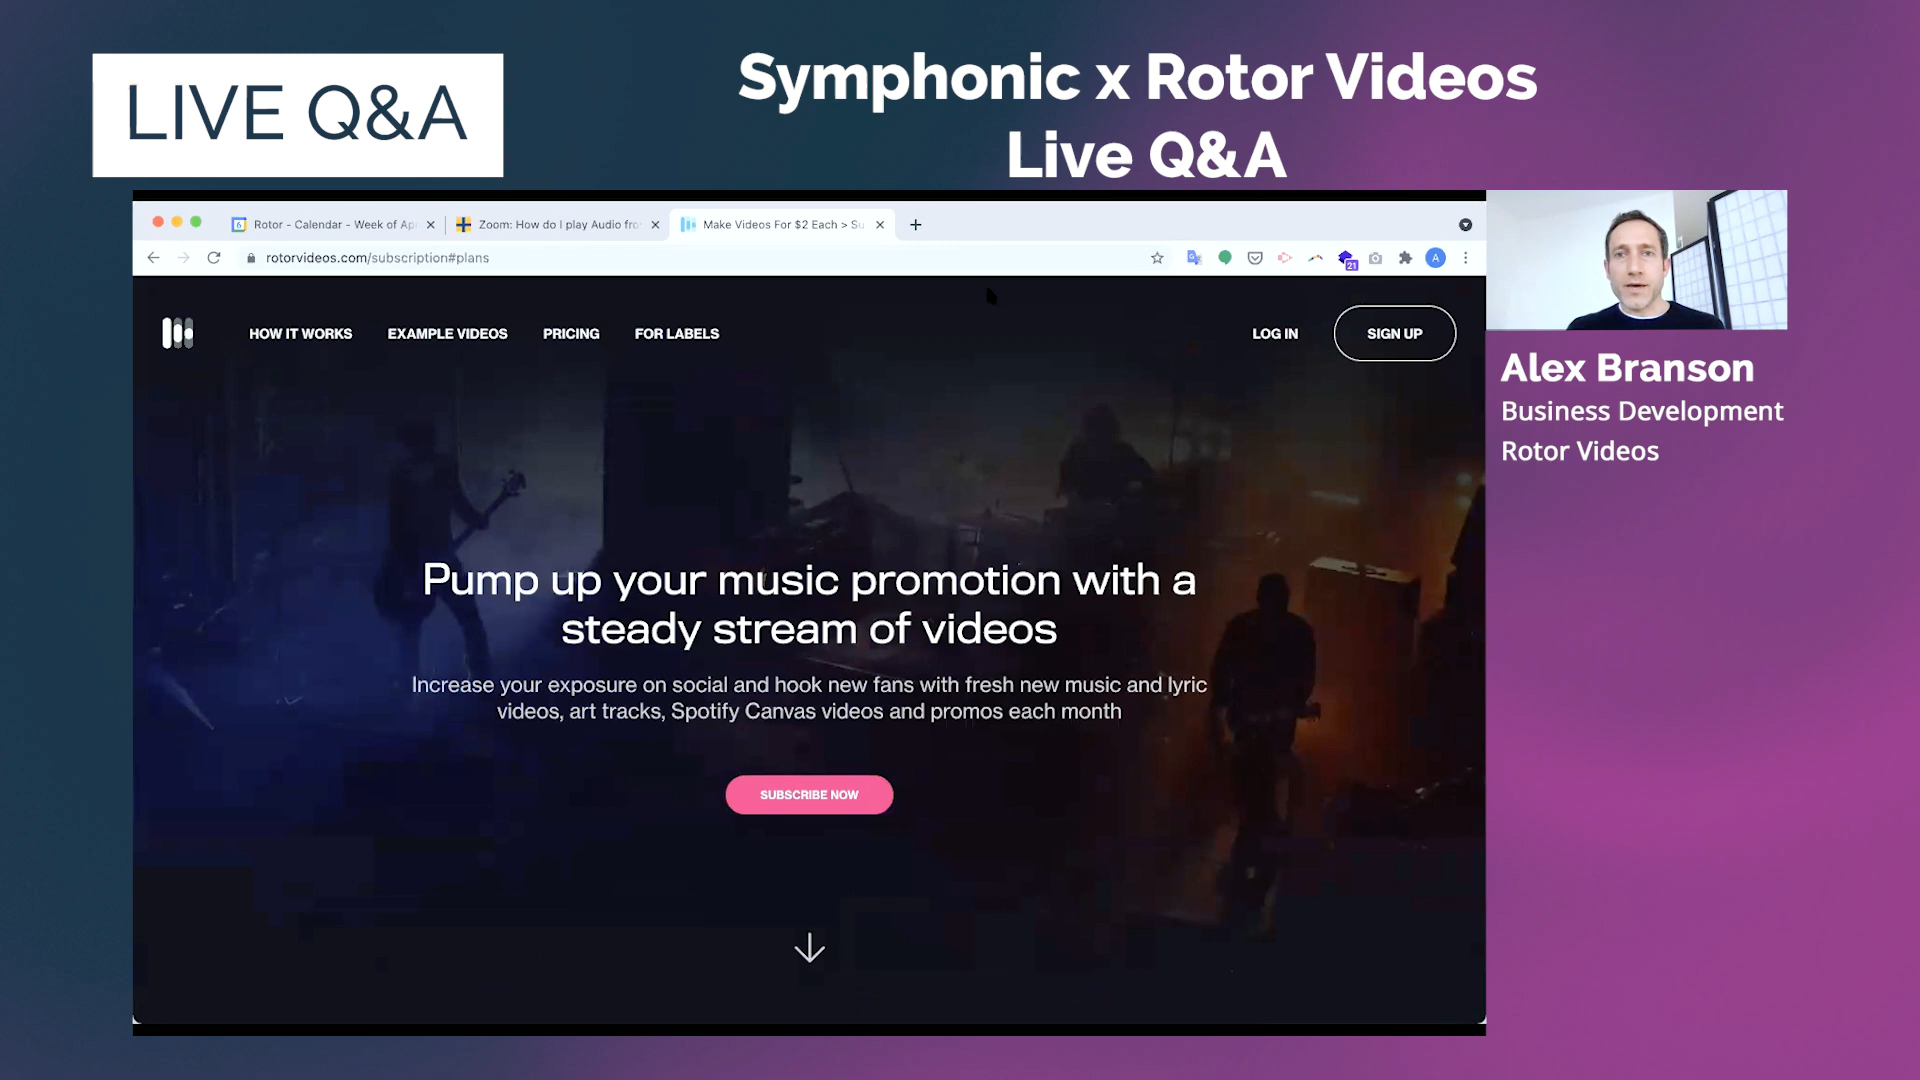 LIVE Q&A
Symphonic x Rotor Videos
Live Q&A
Rotor - Calendar - Week of Apr
Zoom: How do I play Audio fro
Make Videos For $2 Each > Su
rotorvideos.com/subscription#plans
21
A
HOW IT WORKS
EXAMPLE VIDEOS
PRICING
FOR LABELS
LOG IN
SIGN UP
Pump up your music promotion with a
steady stream of videos
Increase your exposure on social and hook new fans with fresh new music and lyric
videos, art tracks, Spotify Canvas videos and promos each month
SUBSCRIBE NOW
Alex Branson
Business Development
Rotor Videos